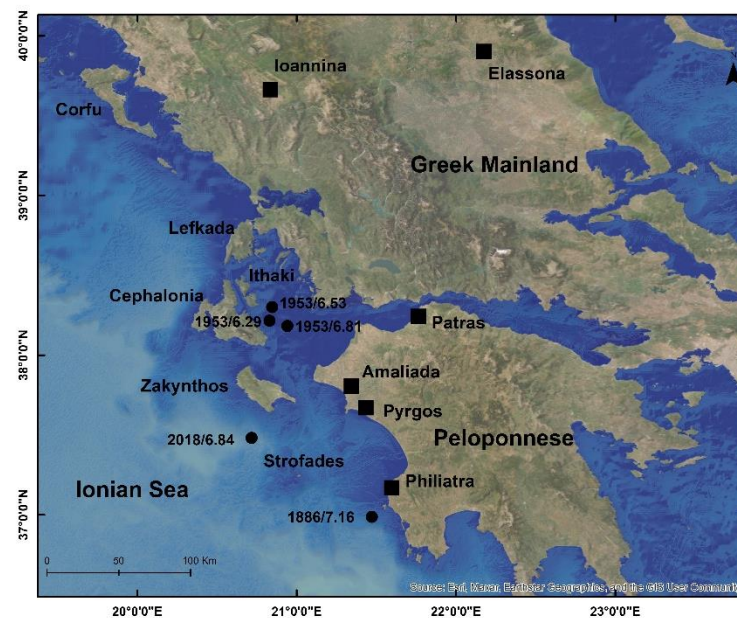 40°0'0"N
Ioannina
Elassona
Corfu
Greek Mainland
39°0'0"N
Lefkada
Ithaki
Cephalonia
1953/6.53
1953/6.29
1953/6.81
Patras
38°0'0"N
Amaliada
Zakynthos
Pyrgos
2018/6.84
Peloponnese
Strofades
Philiatra
Ionian Sea
1886/7.16
37°0'0"N
0 50 100 Km
Source: Esri, Maxar, Earthstar Geographics, and the GIS User Community
20°0'0"E 21°0'0"E 22°0'0"E 23°0'0"E